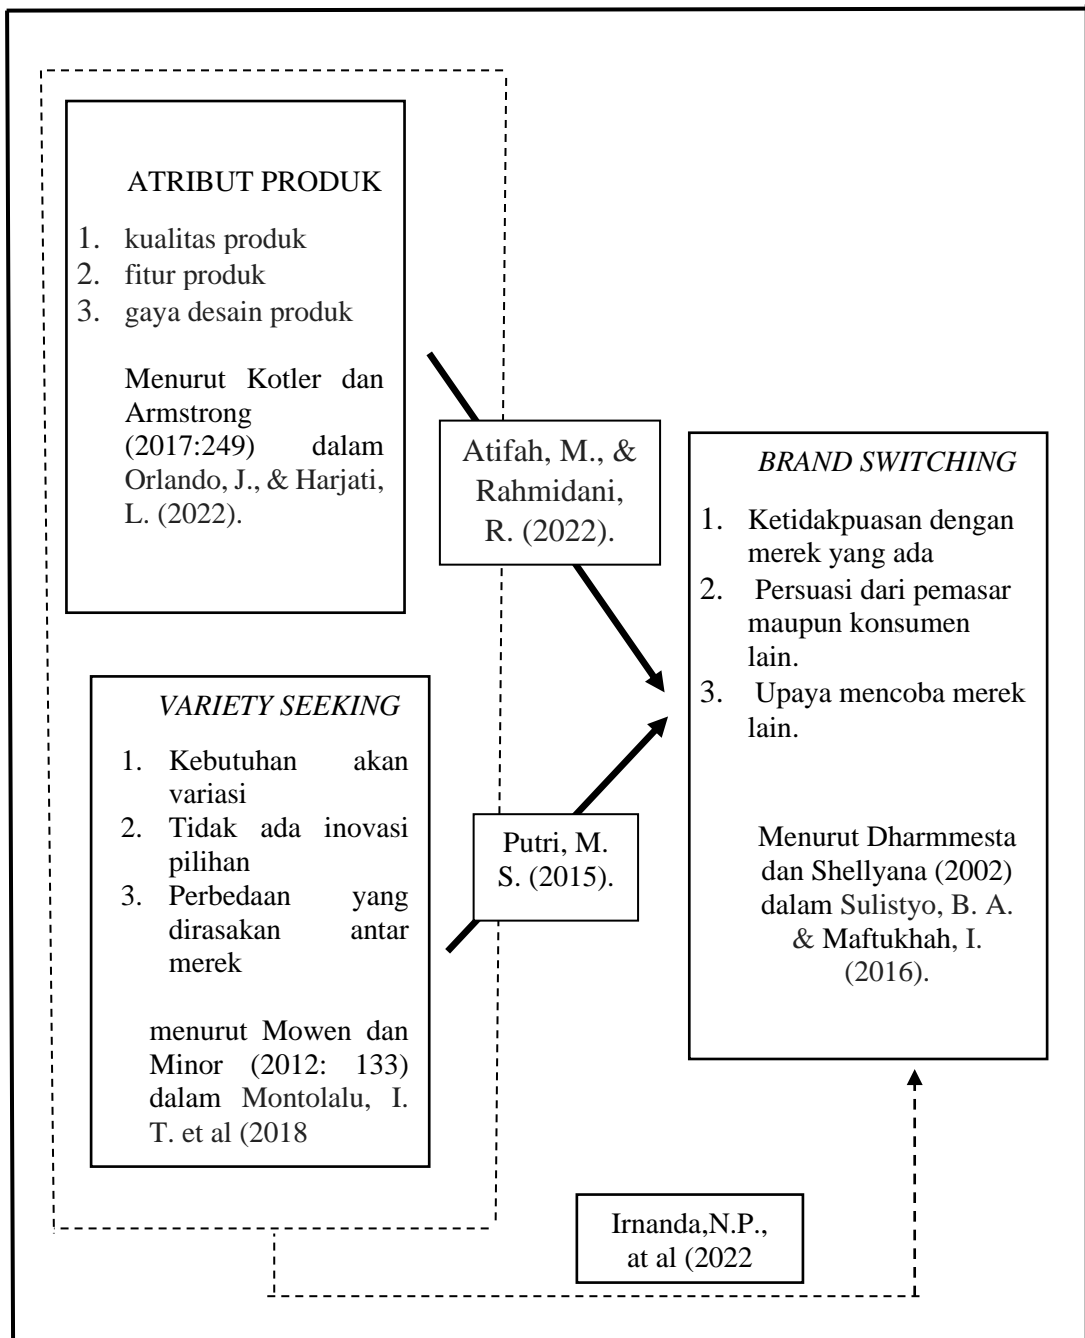 ATRIBUT PRODUK
1. kualitas produk
2. fitur produk
3. gaya desain produk
Menurut Kotler dan
Armstrong
(2017:249) dalam
Orlando, J., & Harjati,
L. (2022).
Atifah, M., &
Rahmidani,
R. (2022).
VARIETY SEEKING
1. Kebutuhan akan
variasi
2. Tidak ada inovasi
pilihan
3. Perbedaan yang
dirasakan antar
merek
menurut Mowen dan
Minor (2012: 133)
dalam Montolalu, I.
T. et al (2018
Putri, M.
S. (2015).
BRAND SWITCHING
1. Ketidakpuasan dengan
merek yang ada
2. Persuasi dari pemasar
maupun konsumen
lain.
3. Upaya mencoba merek
lain.
Menurut Dharmmesta
dan Shellyana (2002)
dalam Sulistyo, B. A.
& Maftukhah, I.
(2016).
Irnanda,N.P.,
at al (2022